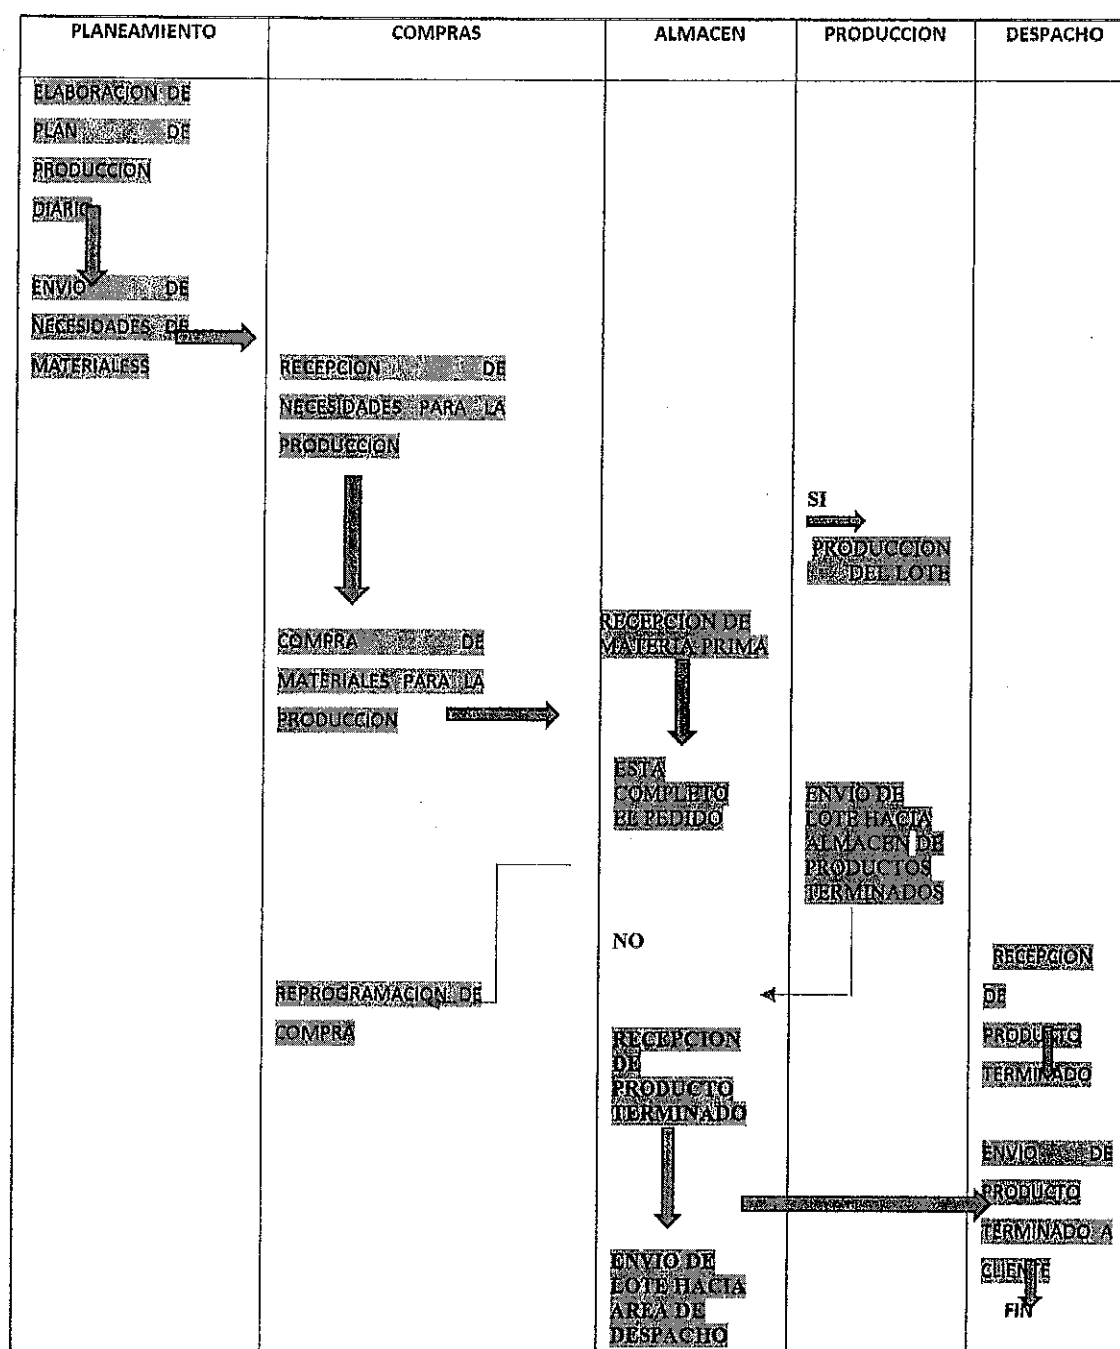 PLANEAMIENTO
COMPRAS
ALMACEN
PRODUCCION
DESPACHO
ELABORACION DE
PLAN DE
PRODUCCION
DIARIO
ENVIO DE
NECESIDADES DE
MATERIALESS
RECEPCION DE
NECESIDADES PARA LA
PRODUCCION
COMPRA DE
MATERIALES PARA LA
PRODUCCION
REPROGRAMACION DE
COMPRA
RECEPCION DE
MATERIA PRIMA
ESTA
COMPLETO
EL PEDIDO
NO
RECEPCION
DE
PRODUCTO
TERMINADO
ENVIO DE
LOTE HACIA
AREA DE
DESPACHO
SI
PRODUCCION
DEL LOTE
ENVIO DE
LOTE HACIA
ALMACEN DE
PRODUCTOS
TERMINADOS
RECEPCION
DE
PRODUCTO
TERMINADO
ENVIO DE
PRODUCTO
TERMINADO A
CLIENTE
FIN